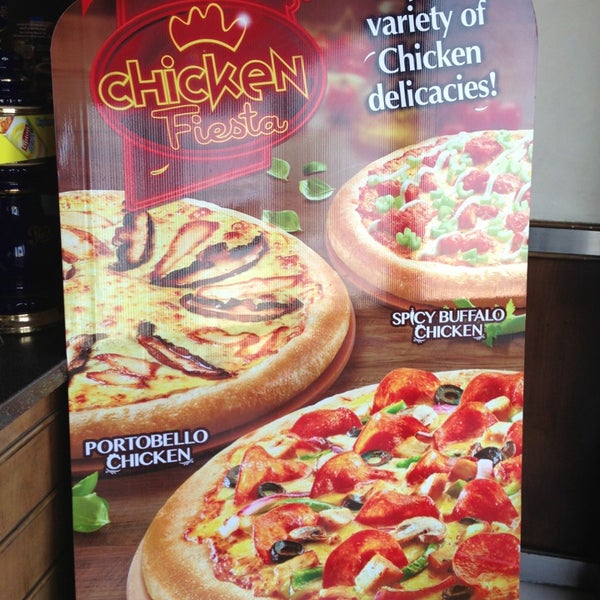 CHICKEN
Fiesta
variety of
Chicken
delicacies!
SPICY BUFFALO
CHICKEN
PORTOBELLO
CHICKEN